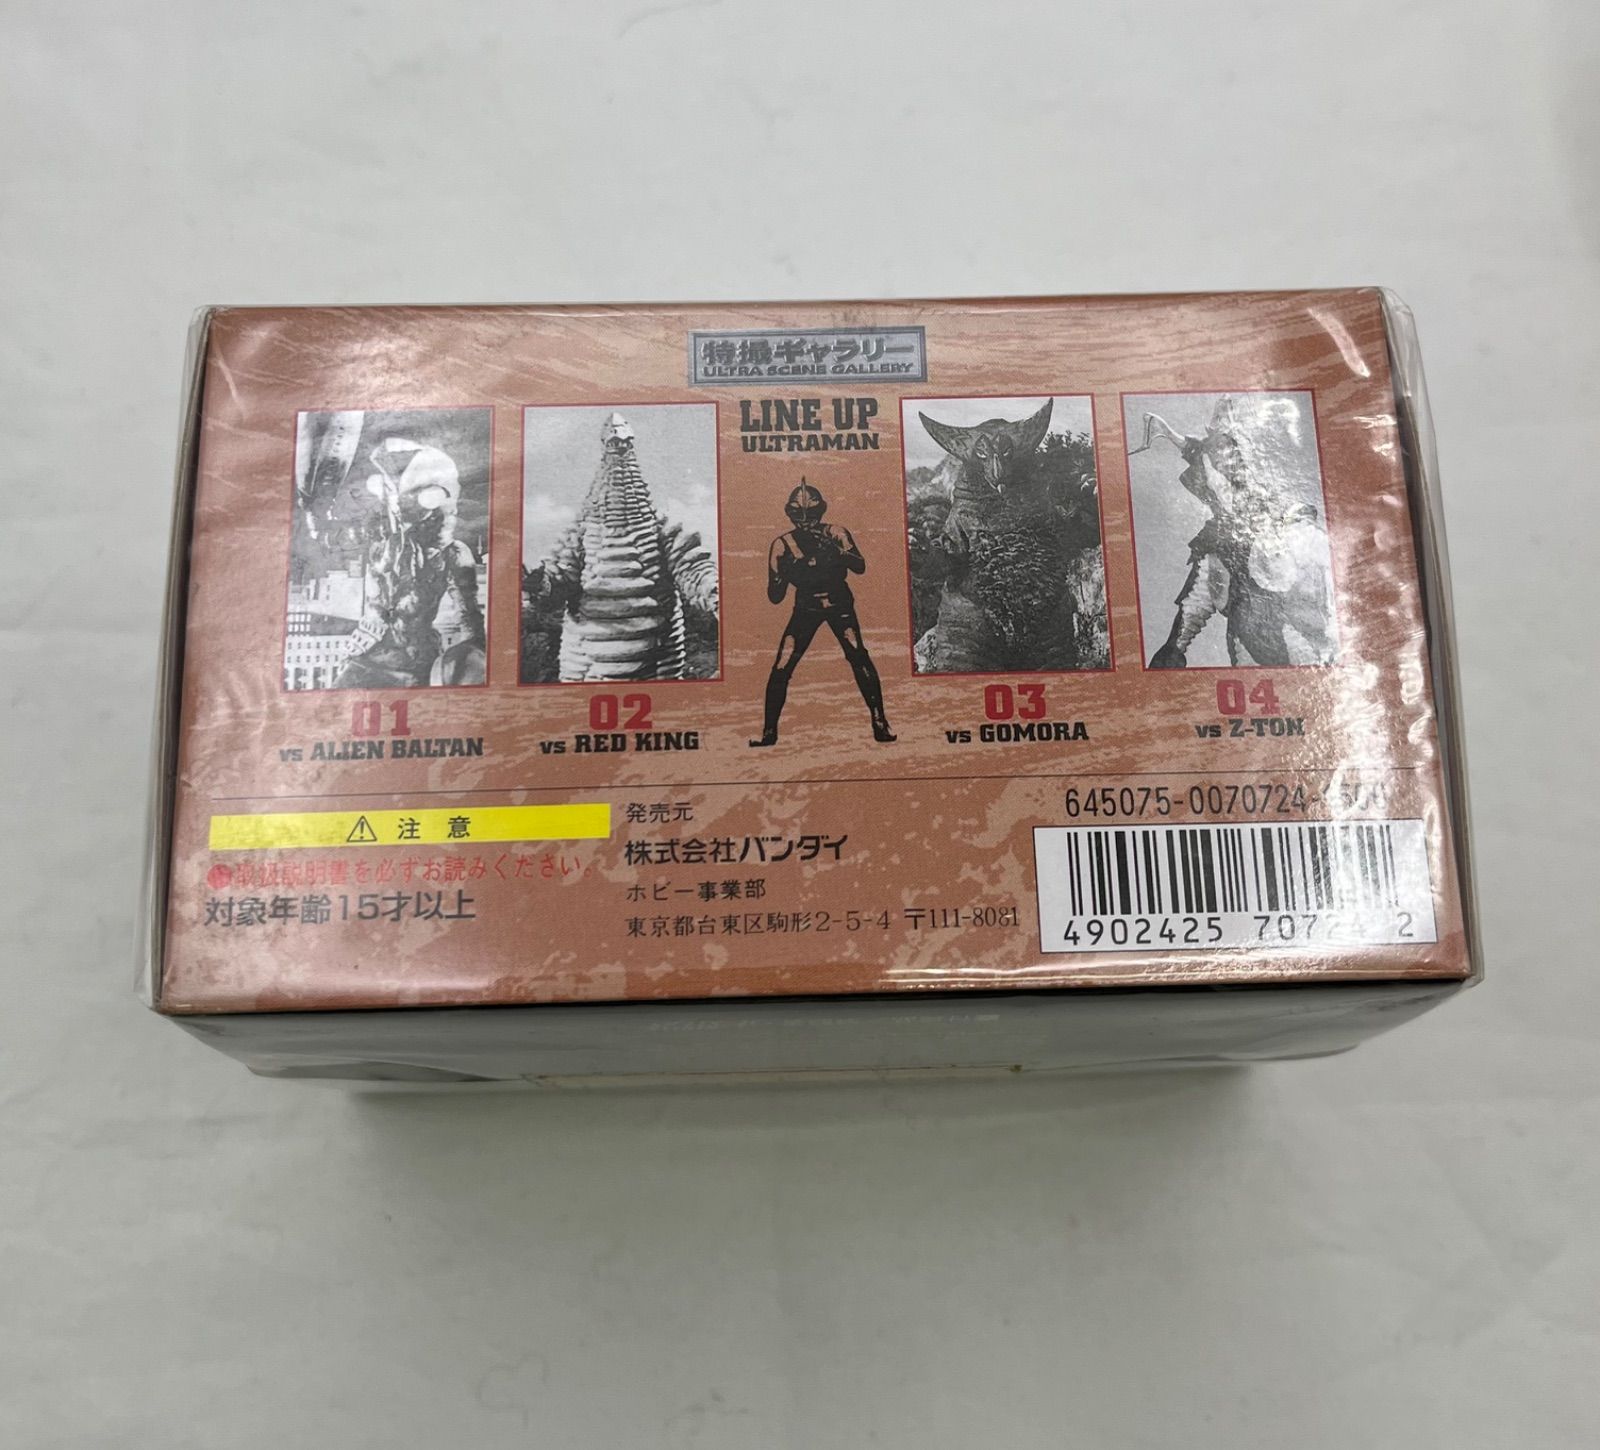 特撮ギャラリー
ULTRA SCENE GALLERY
LINE UP
ULTRAMAN
01
vs ALIEN BALTAN
02
vs RED KING
03
vs GOMORA
04
vs Z-TON
注意
取扱説明書を必ずお読みください。
対象年齢15才以上
発売元
株式会社バンダイ
ホビー事業部
東京都台東区駒形2-5-4 〒111-8081
645075-0070724-
4902425 707242